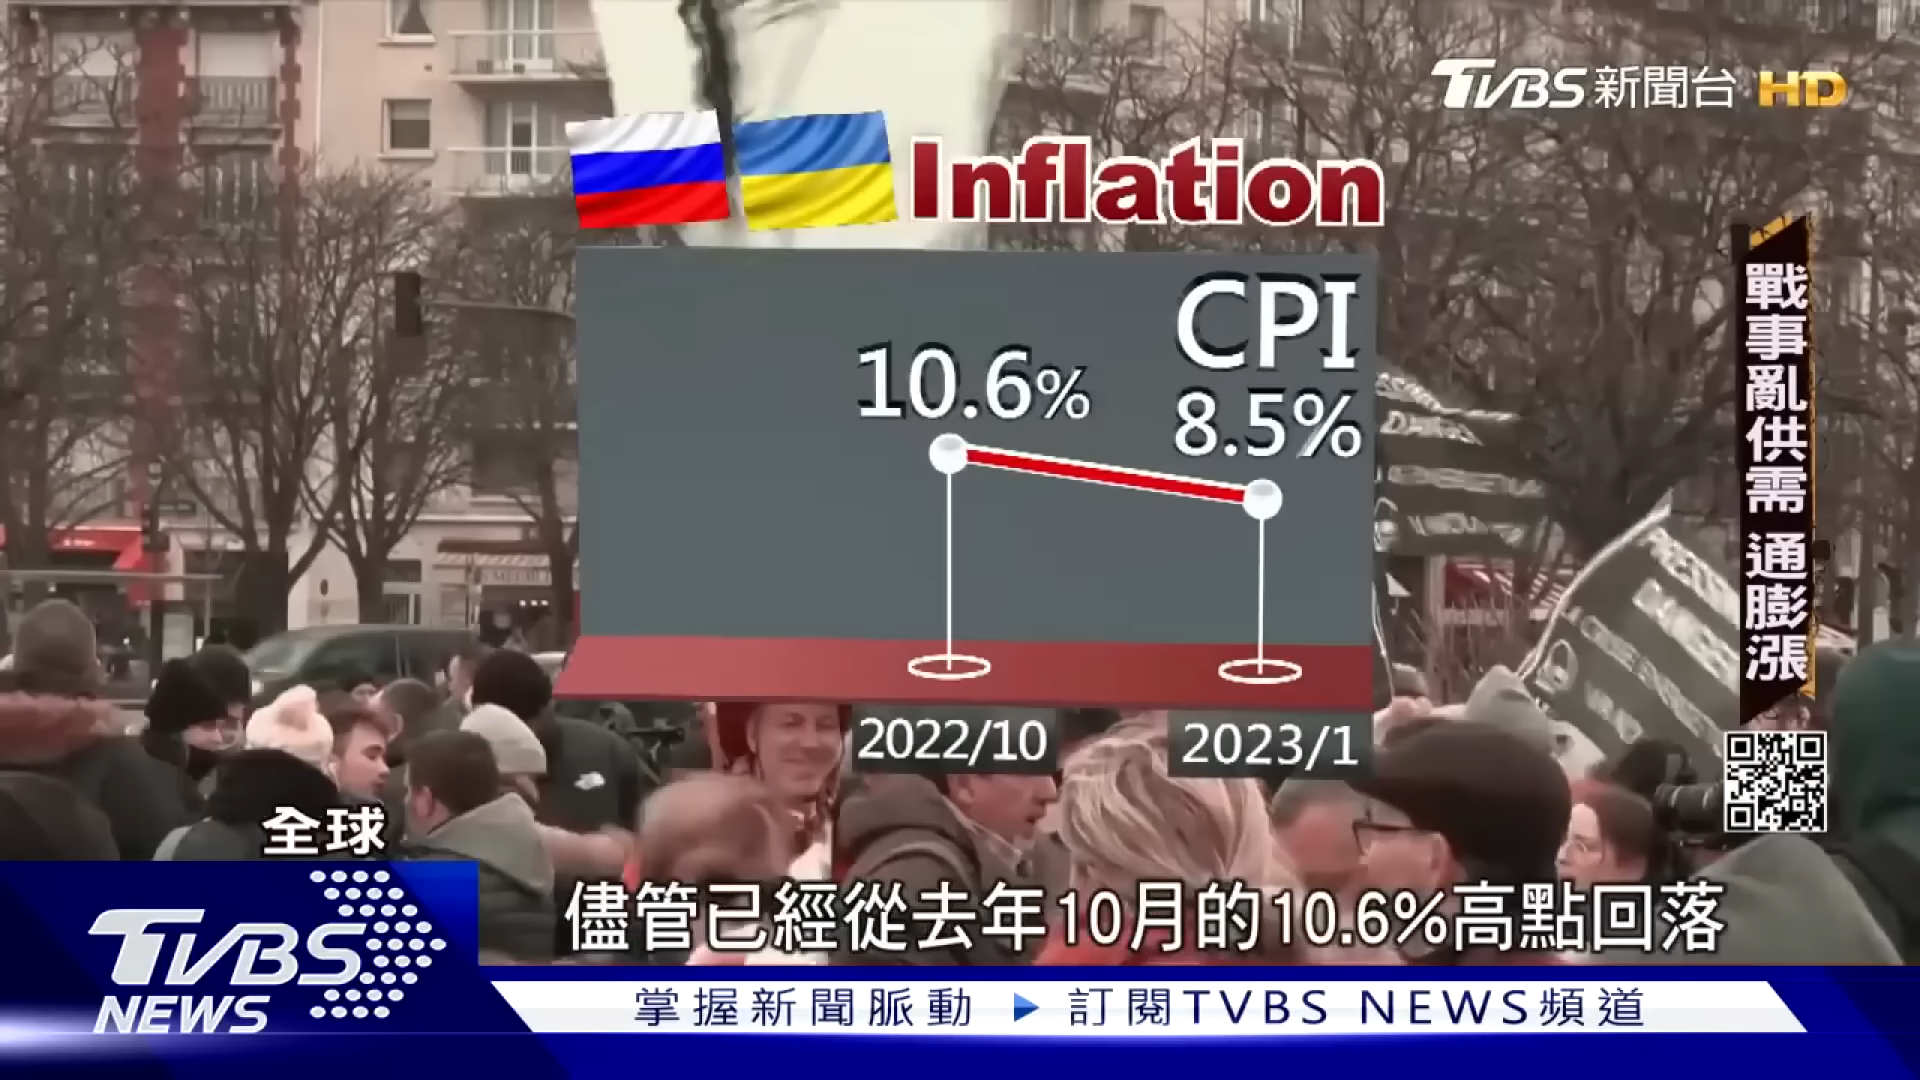 TVBS新聞台 HD
Inflation
CPI
10.6%
8.5%
2022/10
2023/1
戰事亂供需 通膨漲
全球
儘管已經從去年10月的10.6%高點回落
TVBS
NEWS
掌握新聞脈動 ▶ 訂閱TVBS NEWS頻道